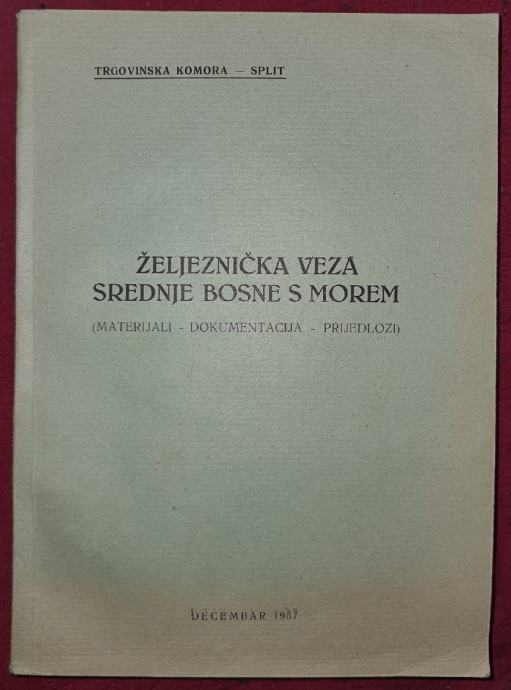 TRGOVINSKA KOMORA — SPLIT
ŽELJEZNIČKA VEZA
SREDNJE BOSNE S MOREM
(MATERIJALI - DOKUMENTACIJA - PRIJEDLOZI)
DECEMBAR 1957